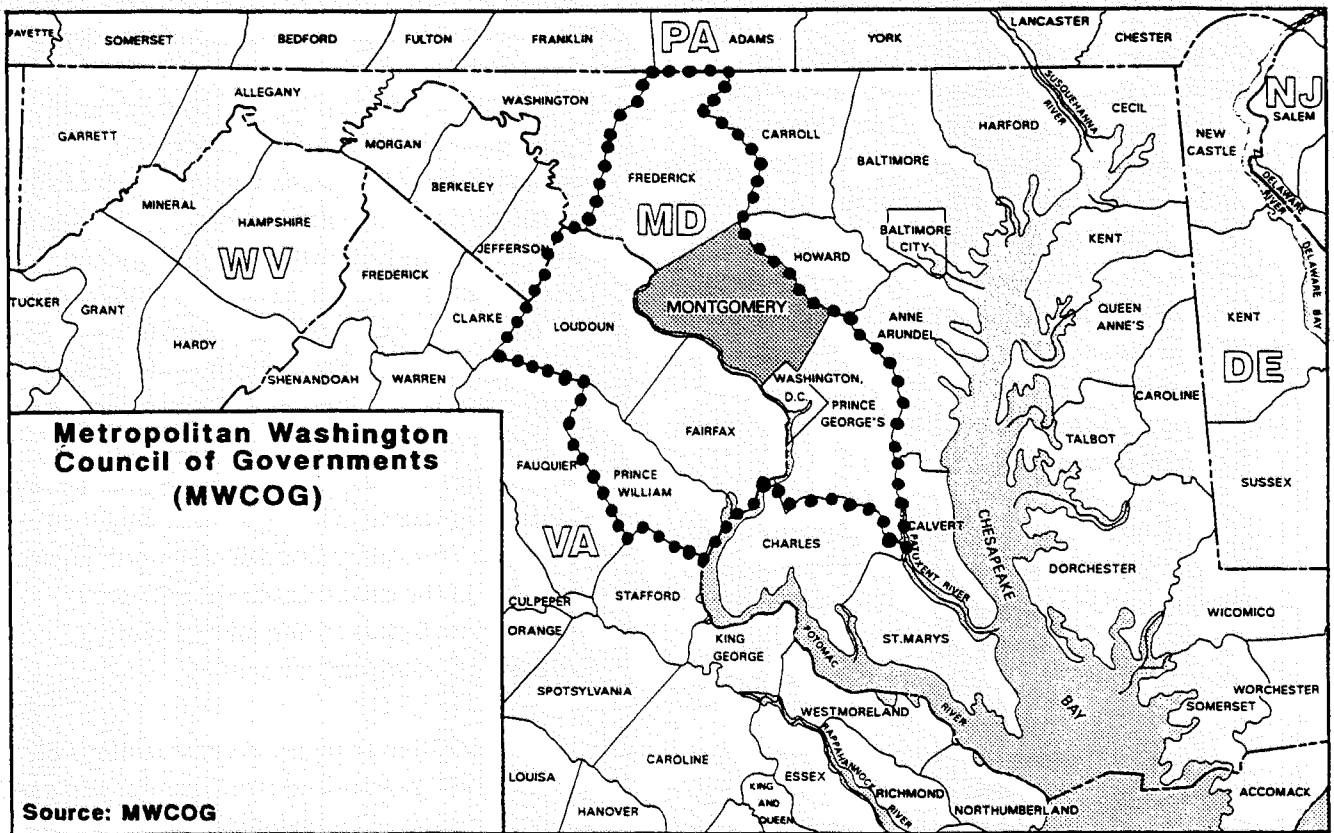 FAYETTE
SOMERSET
BEDFORD
FULTON
FRANKLIN
PA
ADAMS
YORK
LANCASTER
CHESTER
NJ
SALEM
GARRETT
ALLEGANY
WASHINGTON
MORGAN
BERKELEY
MINERAL
HAMPSHIRE
WV
JEFFERSON
FREDERICK
MD
CARROLL
BALTIMORE
HARFORD
SUSQUEHANNA
RIVER
CECIL
NEW
CASTLE
DELAWARE
RIVER
DELAWARE
BAY
BALTIMORE
CITY
HOWARD
KENT
TUCKER
GRANT
HARDY
FREDERICK
CLARKE
SHENANDOAH
WARREN
LOUDOUN
MONTGOMERY
ANNE
ARUNDEL
QUEEN
ANNE'S
KENT
DE
CAROLINE
TALBOT
SUSSEX
WASHINGTON,
D.C.
PRINCE
GEORGE'S
FAIRFAX
FAUQUIER
PRINCE
WILLIAM
VA
CHARLES
CALVERT
PATUXENT RIVER
CHESAPEAKE
BAY
DORCHESTER
WICOMICO
CULPEPER
STAFFORD
ORANGE
KING
GEORGE
POTOMAC
RIVER
ST.MARYS
WORCHESTER
SOMERSET
SPOTSYLVANIA
WESTMORELAND
CAROLINE
RAPPAHANNOCK
RIVER
ESSEX
RICHMOND
NORTHUMBERLAND
ACCOMACK
LOUISA
HANOVER
KING
AND
QUEEN
Metropolitan Washington
Council of Governments
(MWCOG)
Source: MWCOG